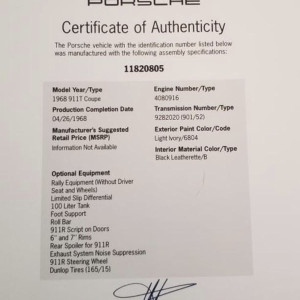 PORSCHE
Certificate of Authenticity
The Porsche vehicle with the identification number listed below
was manufactured with the following assembly specifications:
11820805
Model Year/Type
1968 911T Coupe
Production Completion Date
04/26/1968
Manufacturer's Suggested
Retail Price (MSRP)
Information Not Available
Optional Equipment
Rally Equipment (Without Driver
Seat and Wheels)
Limited Slip Differential
100 Liter Tank
Foot Support
Roll Bar
911R Script on Doors
6" and 7" Rims
Rear Spoiler for 911R
Exhaust System Noise Suppression
911R Steering Wheel
Dunlop Tires (165/15)
Engine Number/Type
4080916
Transmission Number/Type
9282020 (901/52)
Exterior Paint Color/Code
Light Ivory/6804
Interior Material Color/Type
Black Leatherette/B